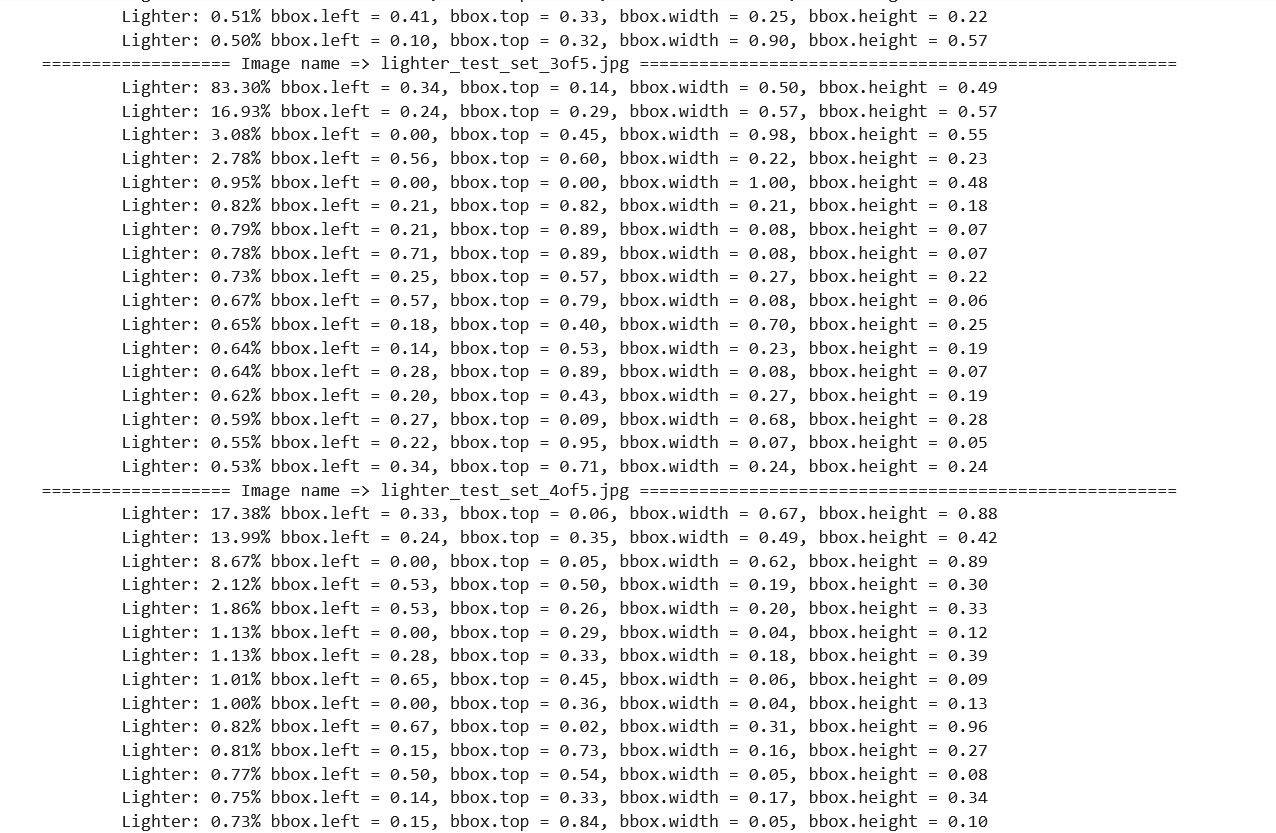 Lighter: 0.51% bbox.left = 0.41, bbox.top = 0.33, bbox.width = 0.25, bbox.height = 0.22
Lighter: 0.50% bbox.left = 0.10, bbox.top = 0.32, bbox.width = 0.90, bbox.height = 0.57
=================== Image name => lighter_test_set_3of5.jpg ======================================================
Lighter: 83.30% bbox.left = 0.34, bbox.top = 0.14, bbox.width = 0.50, bbox.height = 0.49
Lighter: 16.93% bbox.left = 0.24, bbox.top = 0.29, bbox.width = 0.57, bbox.height = 0.57
Lighter: 3.08% bbox.left = 0.00, bbox.top = 0.45, bbox.width = 0.98, bbox.height = 0.55
Lighter: 2.78% bbox.left = 0.56, bbox.top = 0.60, bbox.width = 0.22, bbox.height = 0.23
Lighter: 0.95% bbox.left = 0.00, bbox.top = 0.00, bbox.width = 1.00, bbox.height = 0.48
Lighter: 0.82% bbox.left = 0.21, bbox.top = 0.82, bbox.width = 0.21, bbox.height = 0.18
Lighter: 0.79% bbox.left = 0.21, bbox.top = 0.89, bbox.width = 0.08, bbox.height = 0.07
Lighter: 0.78% bbox.left = 0.71, bbox.top = 0.89, bbox.width = 0.08, bbox.height = 0.07
Lighter: 0.73% bbox.left = 0.25, bbox.top = 0.57, bbox.width = 0.27, bbox.height = 0.22
Lighter: 0.67% bbox.left = 0.57, bbox.top = 0.79, bbox.width = 0.08, bbox.height = 0.06
Lighter: 0.65% bbox.left = 0.18, bbox.top = 0.40, bbox.width = 0.70, bbox.height = 0.25
Lighter: 0.64% bbox.left = 0.14, bbox.top = 0.53, bbox.width = 0.23, bbox.height = 0.19
Lighter: 0.64% bbox.left = 0.28, bbox.top = 0.89, bbox.width = 0.08, bbox.height = 0.07
Lighter: 0.62% bbox.left = 0.20, bbox.top = 0.43, bbox.width = 0.27, bbox.height = 0.19
Lighter: 0.59% bbox.left = 0.27, bbox.top = 0.09, bbox.width = 0.68, bbox.height = 0.28
Lighter: 0.55% bbox.left = 0.22, bbox.top = 0.95, bbox.width = 0.07, bbox.height = 0.05
Lighter: 0.53% bbox.left = 0.34, bbox.top = 0.71, bbox.width = 0.24, bbox.height = 0.24
=================== Image name => lighter_test_set_4of5.jpg ======================================================
Lighter: 17.38% bbox.left = 0.33, bbox.top = 0.06, bbox.width = 0.67, bbox.height = 0.88
Lighter: 13.99% bbox.left = 0.24, bbox.top = 0.35, bbox.width = 0.49, bbox.height = 0.42
Lighter: 8.67% bbox.left = 0.00, bbox.top = 0.05, bbox.width = 0.62, bbox.height = 0.89
Lighter: 2.12% bbox.left = 0.53, bbox.top = 0.50, bbox.width = 0.19, bbox.height = 0.30
Lighter: 1.86% bbox.left = 0.53, bbox.top = 0.26, bbox.width = 0.20, bbox.height = 0.33
Lighter: 1.13% bbox.left = 0.00, bbox.top = 0.29, bbox.width = 0.04, bbox.height = 0.12
Lighter: 1.13% bbox.left = 0.28, bbox.top = 0.33, bbox.width = 0.18, bbox.height = 0.39
Lighter: 1.01% bbox.left = 0.65, bbox.top = 0.45, bbox.width = 0.06, bbox.height = 0.09
Lighter: 1.00% bbox.left = 0.00, bbox.top = 0.36, bbox.width = 0.04, bbox.height = 0.13
Lighter: 0.82% bbox.left = 0.67, bbox.top = 0.02, bbox.width = 0.31, bbox.height = 0.96
Lighter: 0.81% bbox.left = 0.15, bbox.top = 0.73, bbox.width = 0.16, bbox.height = 0.27
Lighter: 0.77% bbox.left = 0.50, bbox.top = 0.54, bbox.width = 0.05, bbox.height = 0.08
Lighter: 0.75% bbox.left = 0.14, bbox.top = 0.33, bbox.width = 0.17, bbox.height = 0.34
Lighter: 0.73% bbox.left = 0.15, bbox.top = 0.84, bbox.width = 0.05, bbox.height = 0.10